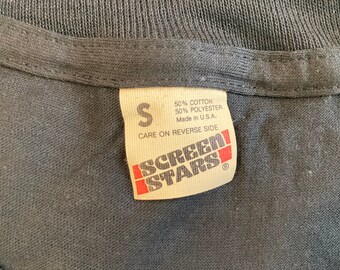 S
50% COTTON
50% POLYESTER
Made in U.S.A.
CARE ON REVERSE SIDE
SCREEN
STARS®